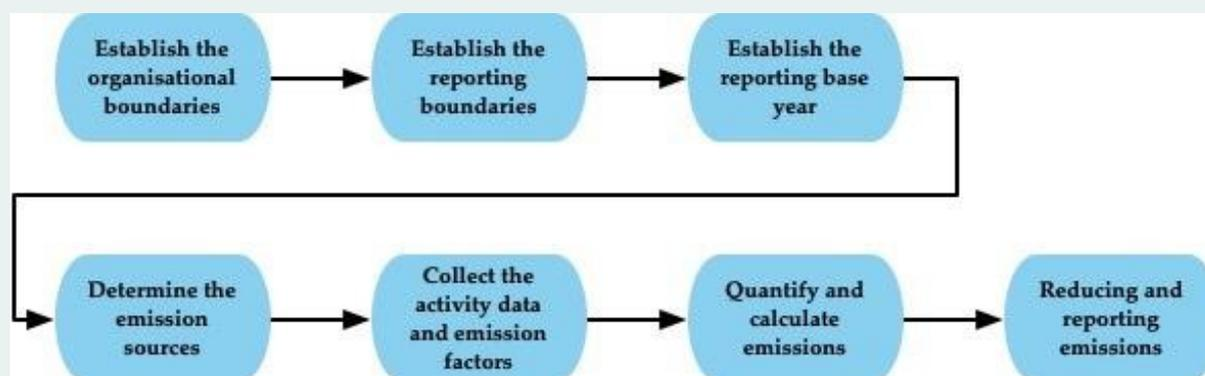 Establish the
organisational
boundaries
Establish the
reporting
boundaries
Establish the
reporting base
year
Determine the
emission
sources
Collect the
activity data
and emission
factors
Quantify and
calculate
emissions
Reducing and
reporting
emissions